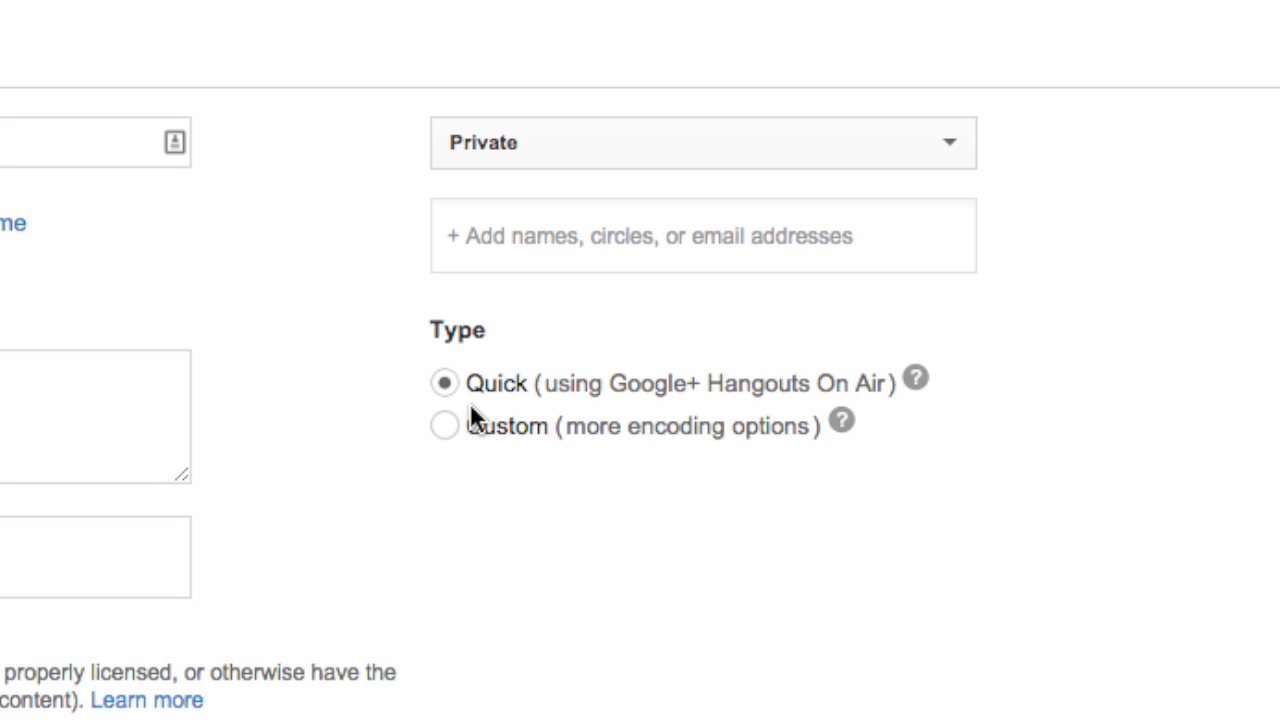 Private
me
+ Add names, circles, or email addresses
Type
Quick (using Google+ Hangouts On Air) ?
Custom (more encoding options) ?
properly licensed, or otherwise have the
content). Learn more